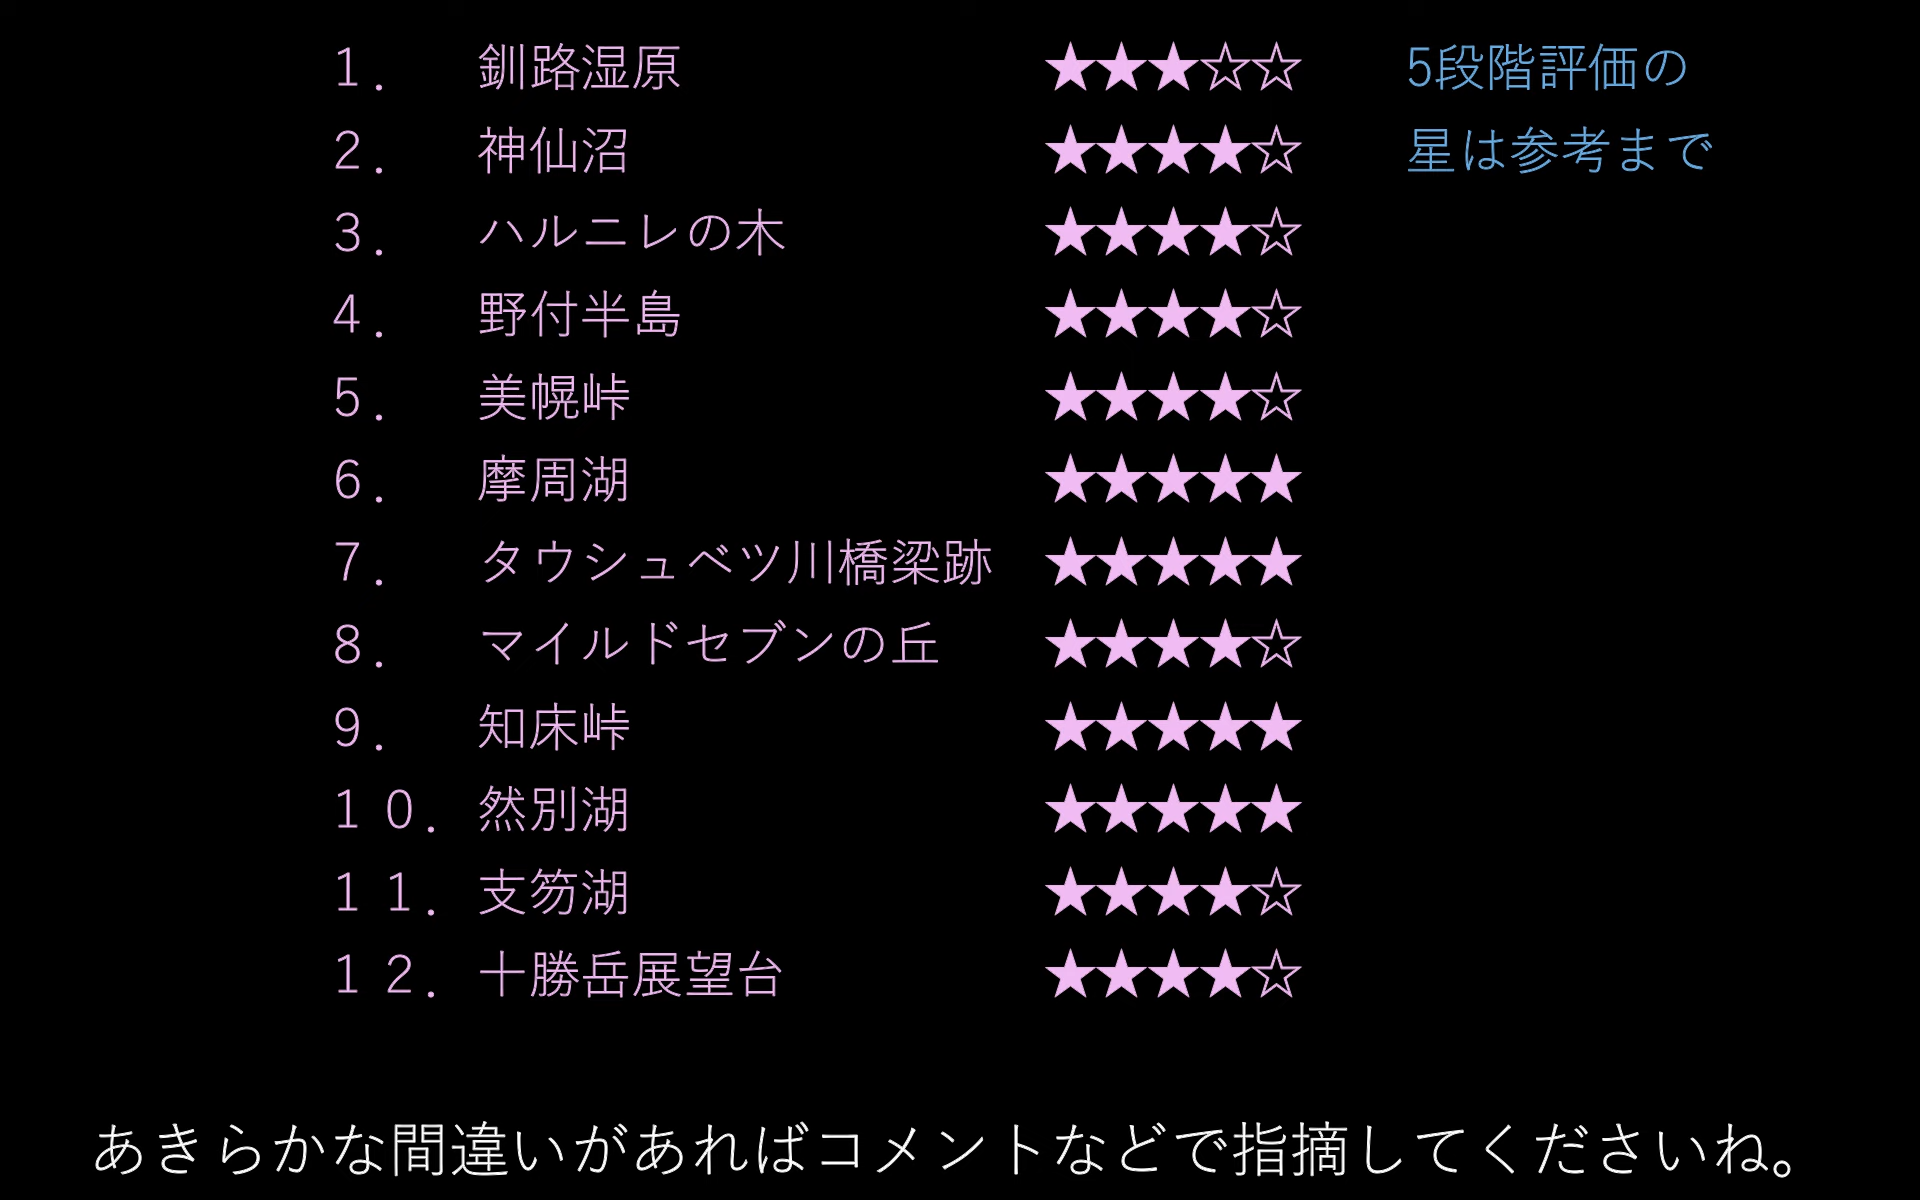 １． 釧路湿原 ★★★☆☆ 5段階評価の
２． 神仙沼 ★★★★☆ 星は参考まで
３． ハルニレの木 ★★★★☆
４． 野付半島 ★★★★☆
５． 美幌峠 ★★★★☆
６． 摩周湖 ★★★★★
７． タウシュベツ川橋梁跡 ★★★★★
８． マイルドセブンの丘 ★★★★☆
９． 知床峠 ★★★★★
１０． 然別湖 ★★★★★
１１． 支笏湖 ★★★★☆
１２． 十勝岳展望台 ★★★★☆
あきらかな間違いがあればコメントなどで指摘してくださいね。